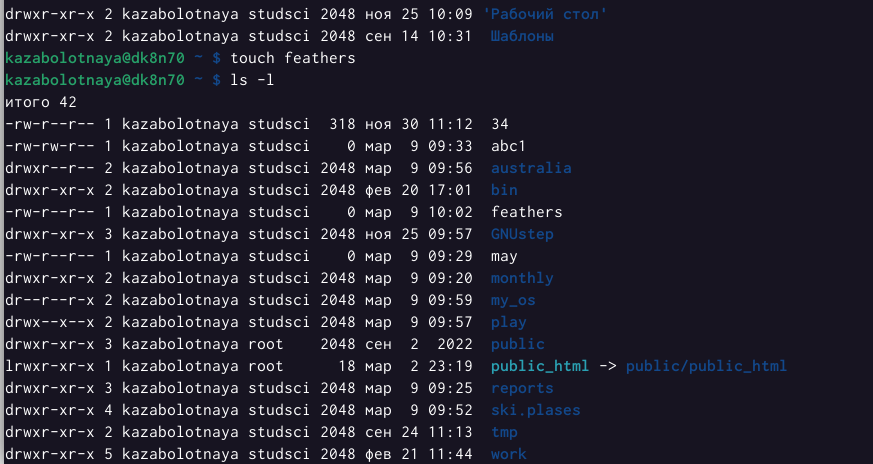 drwxr-xr-x 2 kazabolotnaya studsci 2048 ноя 25 10:09 'Рабочий стол'
drwxr-xr-x 2 kazabolotnaya studsci 2048 сен 14 10:31  Шаблоны
kazabolotnaya@dk8n70 ~ $ touch feathers
kazabolotnaya@dk8n70 ~ $ ls -l
итого 42
-rw-r--r-- 1 kazabolotnaya studsci  318 ноя 30 11:12  34
-rw-rw-r-- 1 kazabolotnaya studsci    0 мар  9 09:33  abc1
drwxr--r-- 2 kazabolotnaya studsci 2048 мар  9 09:56  australia
drwxr-xr-x 2 kazabolotnaya studsci 2048 фев 20 17:01  bin
-rw-r--r-- 1 kazabolotnaya studsci    0 мар  9 10:02  feathers
drwxr-xr-x 3 kazabolotnaya studsci 2048 ноя 25 09:57  GNUstep
-rw-r--r-- 1 kazabolotnaya studsci    0 мар  9 09:29  may
drwxr-xr-x 2 kazabolotnaya studsci 2048 мар  9 09:20  monthly
dr--r--r-x 2 kazabolotnaya studsci 2048 мар  9 09:59  my_os
drwx--x--x 2 kazabolotnaya studsci 2048 мар  9 09:57  play
drwxr-xr-x 3 kazabolotnaya root    2048 сен  2  2022  public
lrwxr-xr-x 1 kazabolotnaya root      18 мар  2 23:19  public_html -> public/public_html
drwxr-xr-x 3 kazabolotnaya studsci 2048 мар  9 09:25  reports
drwxr-xr-x 4 kazabolotnaya studsci 2048 мар  9 09:52  ski.plases
drwxr-xr-x 2 kazabolotnaya studsci 2048 сен 24 11:13  tmp
drwxr-xr-x 5 kazabolotnaya studsci 2048 фев 21 11:44  work